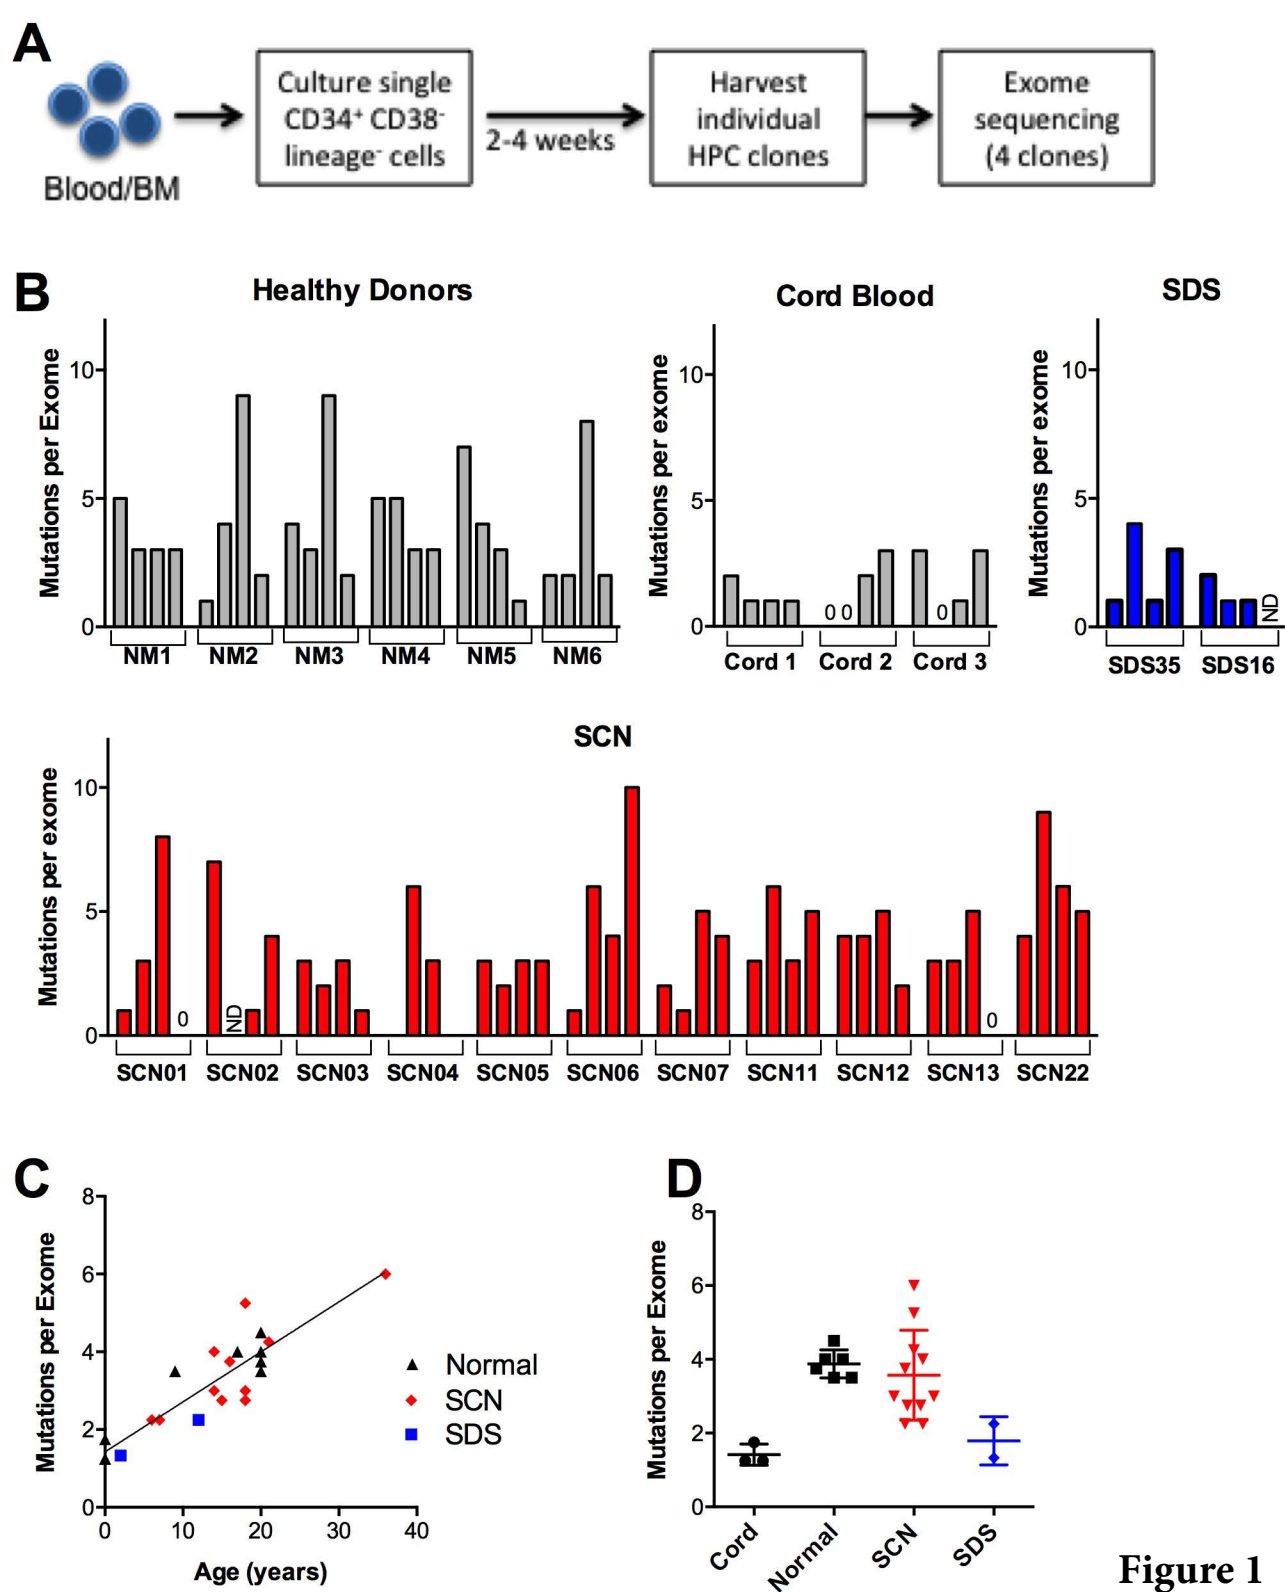 A
Blood/BM
Culture single
CD34+ CD38-
lineage- cells
2-4 weeks
Harvest
individual
HPC clones
Exome
sequencing
(4 clones)
B
Healthy Donors
Mutations per Exome
10
5
0
NM1 NM2 NM3 NM4 NM5 NM6
Cord Blood
Mutations per exome
10
5
0
0 0 0
Cord 1 Cord 2 Cord 3
SDS
Mutations per exome
10
5
0
ND
SDS35 SDS16
SCN
Mutations per exome
10
5
0
0 ND 0
SCN01 SCN02 SCN03 SCN04 SCN05 SCN06 SCN07 SCN11 SCN12 SCN13 SCN22
C
Mutations per Exome
8
6
4
2
0
0 10 20 30 40
Age (years)
Normal
SCN
SDS
D
Mutations per Exome
8
6
4
2
0
Cord Normal SCN SDS
Figure 1